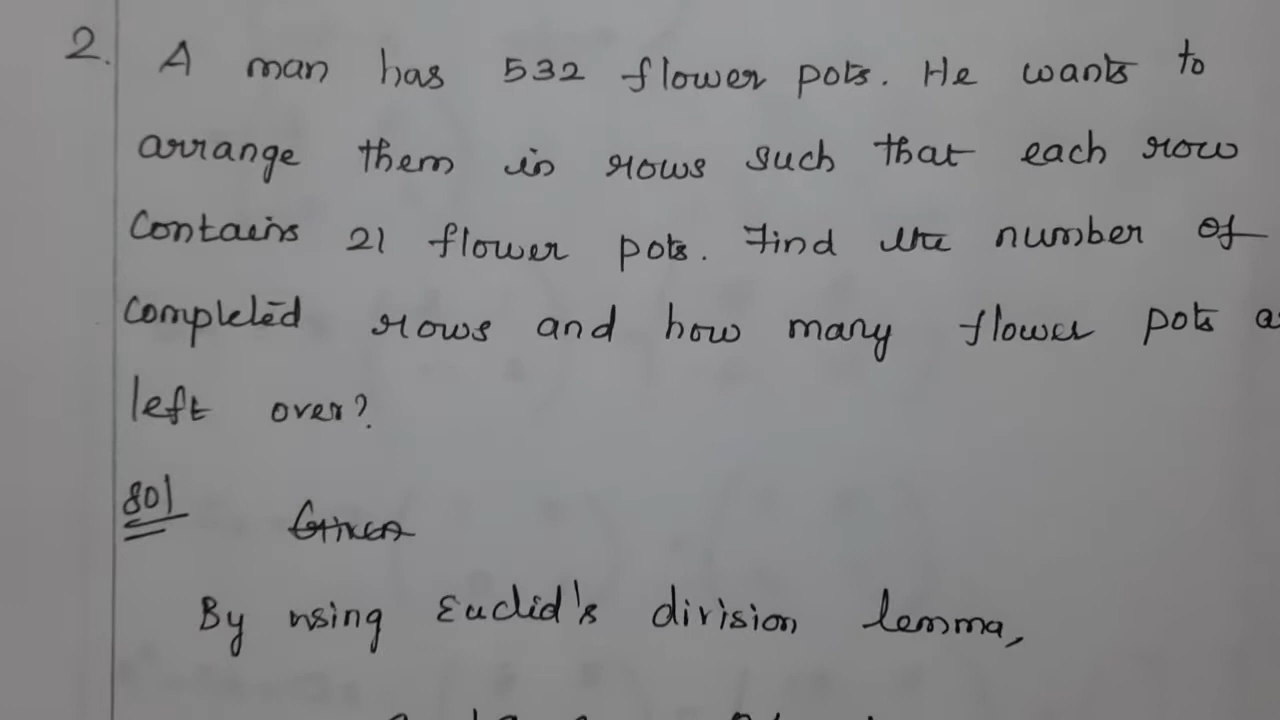 2. A man has 532 flower pots. He wants to
arrange them in rows such that each row
contains 21 flower pots. Find the number of
completed rows and how many flower pots a
left over?
Sol
Given
By using Euclid's division lemma,